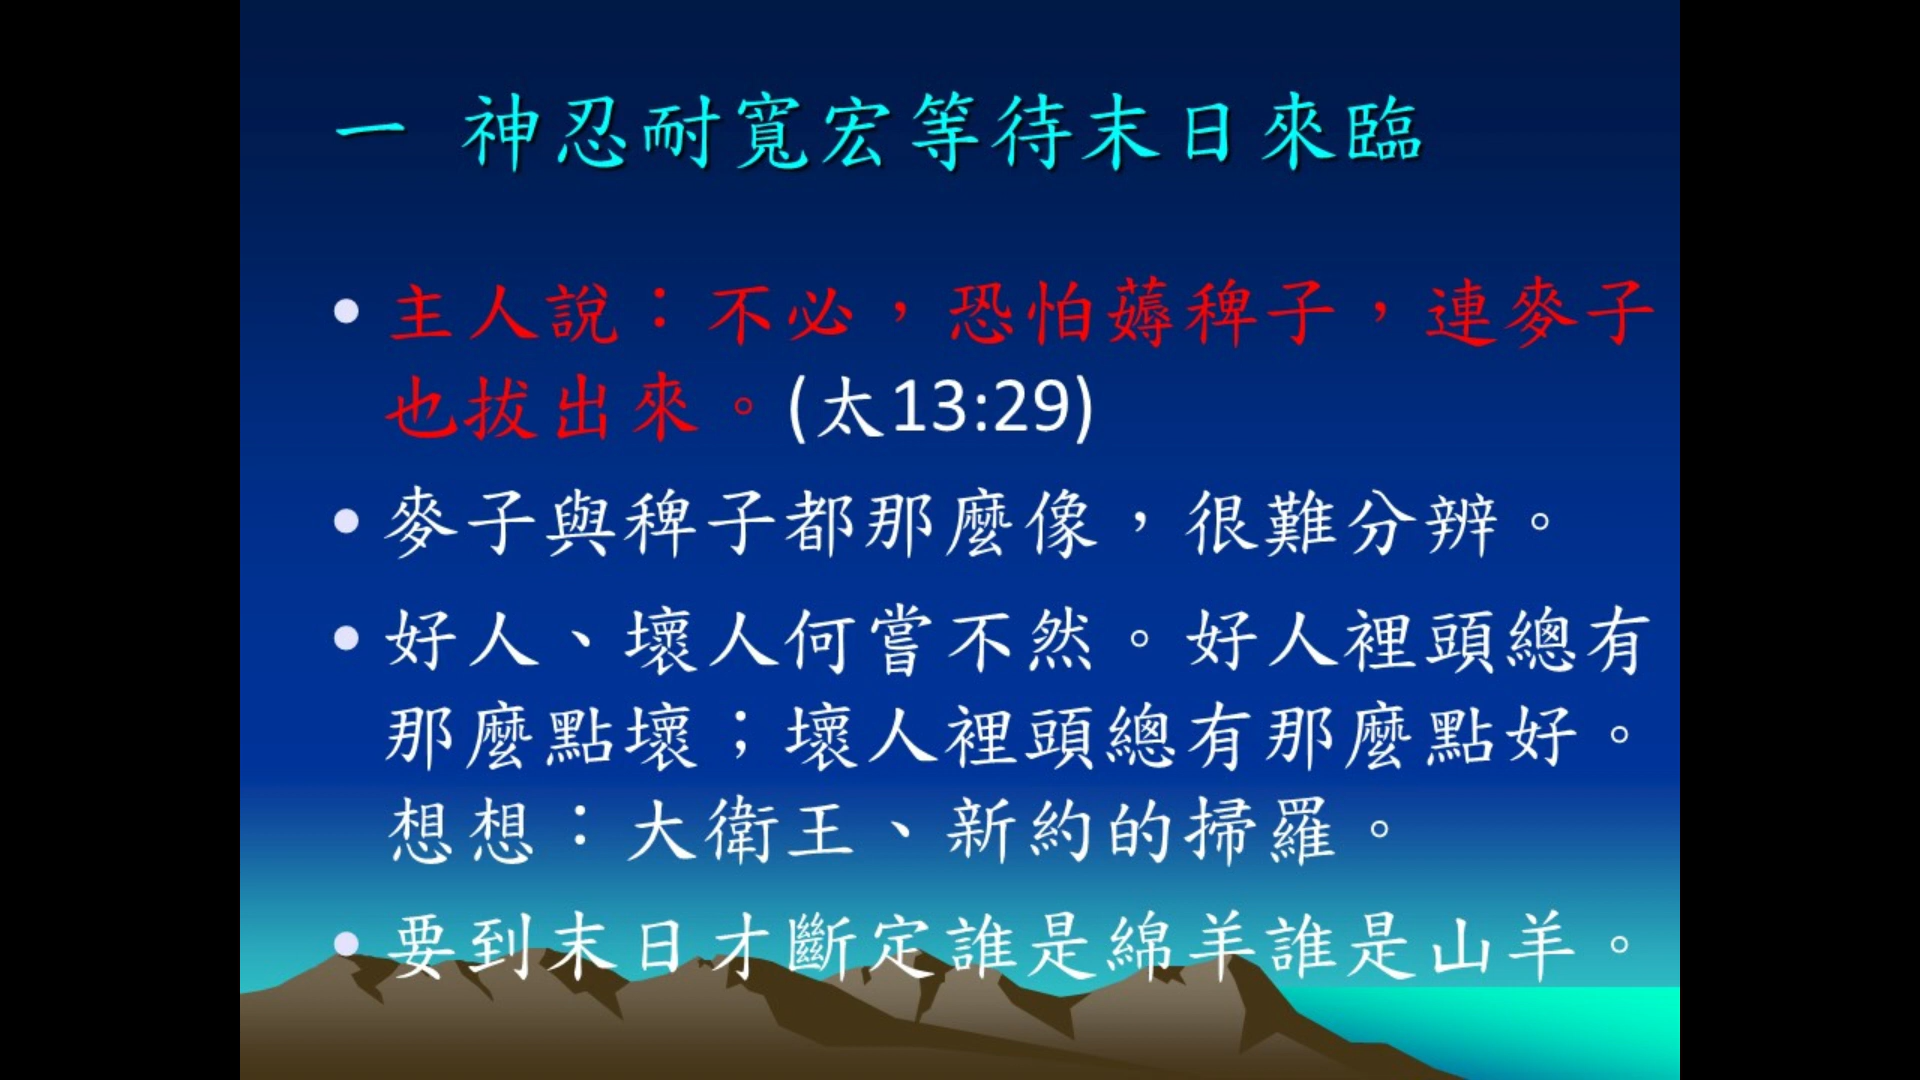 一 神忍耐寬宏等待末日來臨
• 主人說：不必，恐怕薅稗子，連麥子
也拔出來。(太13:29)
• 麥子與稗子都那麼像，很難分辨。
• 好人、壞人何嘗不然。好人裡頭總有
那麼點壞；壞人裡頭總有那麼點好。
想想：大衛王、新約的掃羅。
• 要到末日才斷定誰是綿羊誰是山羊。